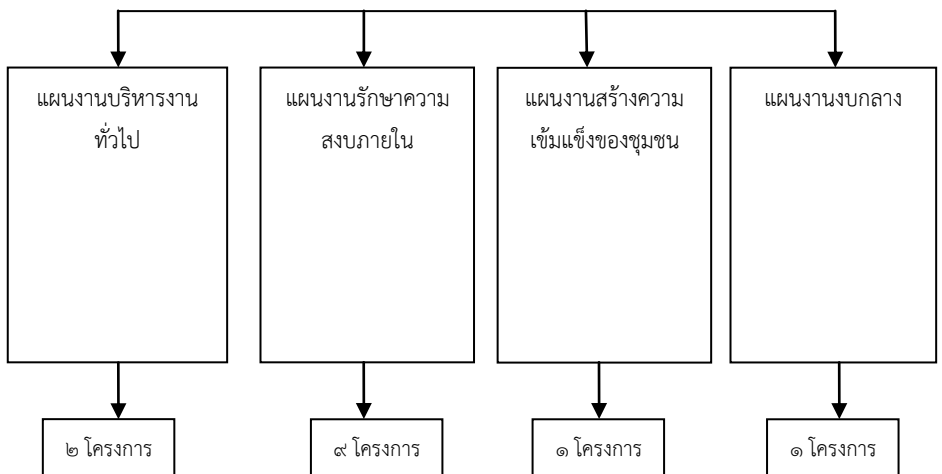 แผนงานบริหารงาน
ทั่วไป
แผนงานรักษาความ
สงบภายใน
แผนงานสร้างความ
เข้มแข็งของชุมชน
แผนงานงบกลาง
๒ โครงการ
๙ โครงการ
๑ โครงการ
๑ โครงการ